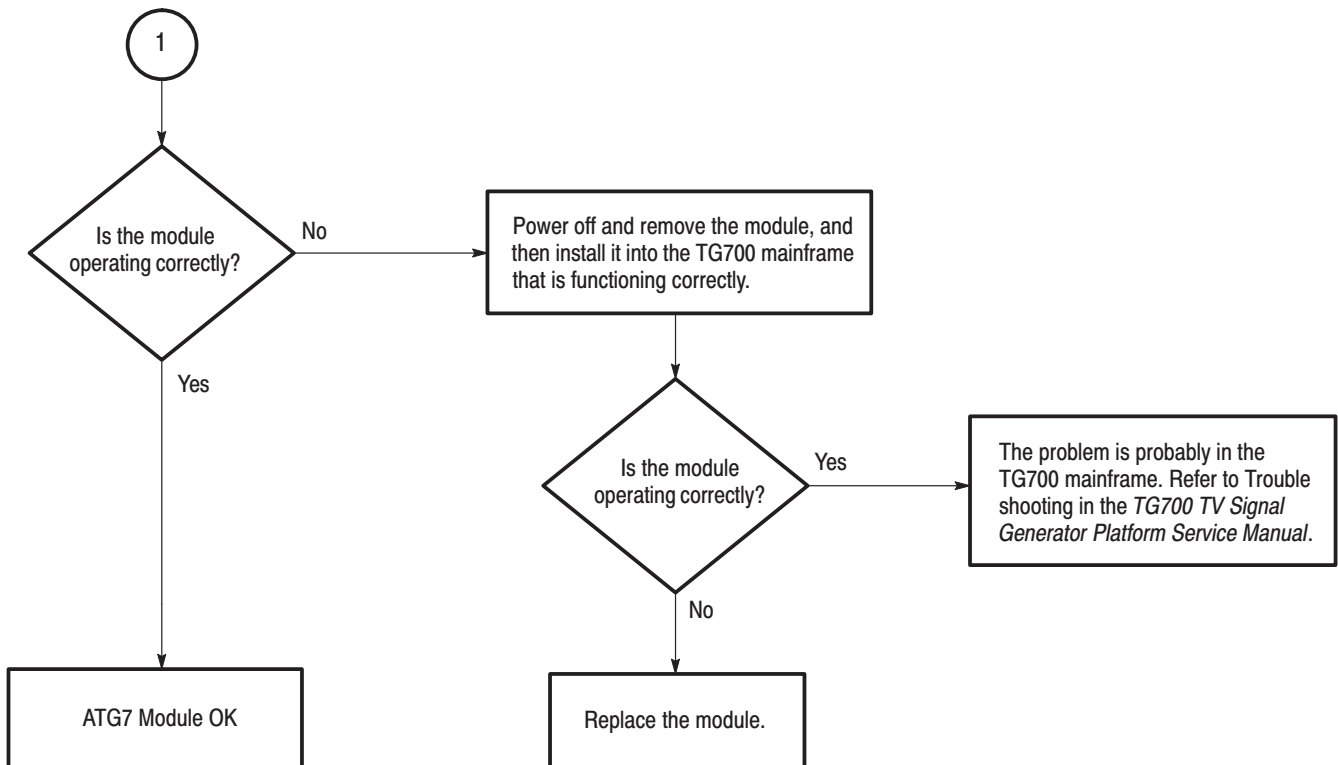 1
Is the module
operating correctly?
No
Yes
Power off and remove the module, and
then install it into the TG700 mainframe
that is functioning correctly.
Is the module
operating correctly?
Yes
No
The problem is probably in the
TG700 mainframe. Refer to Trouble
shooting in the TG700 TV Signal
Generator Platform Service Manual.
ATG7 Module OK
Replace the module.